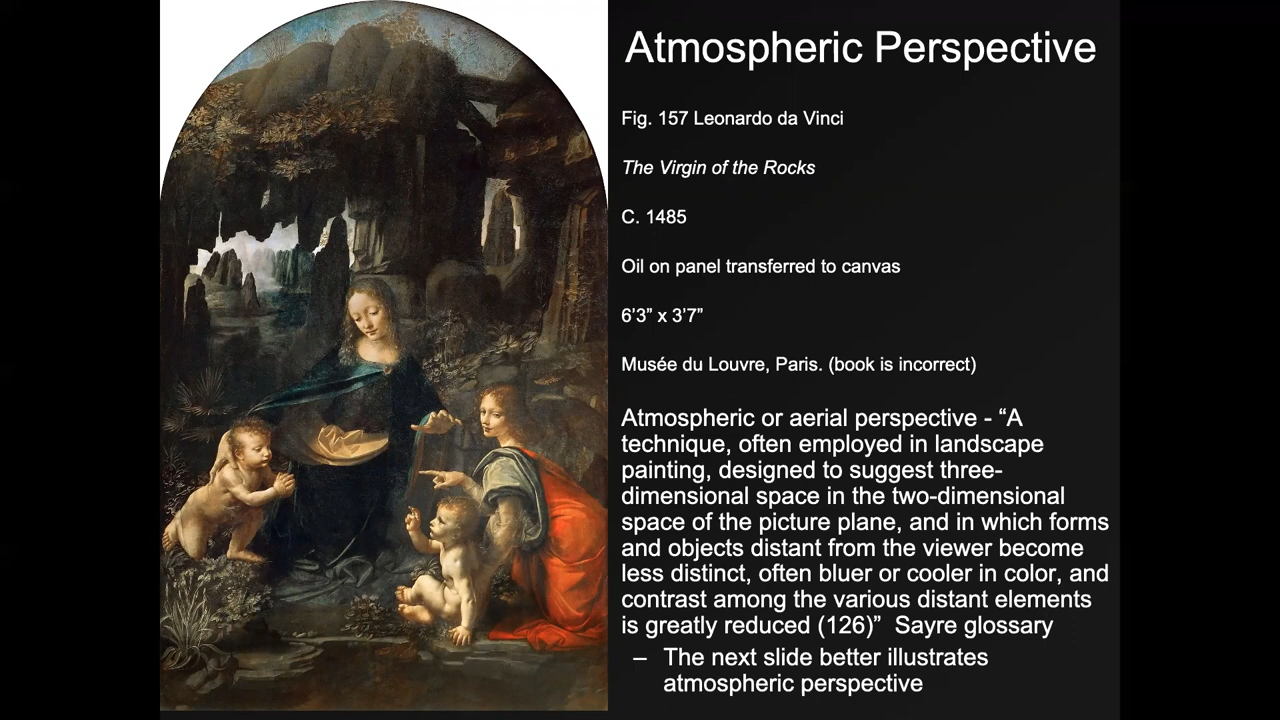 Atmospheric Perspective
Fig. 157 Leonardo da Vinci
The Virgin of the Rocks
C. 1485
Oil on panel transferred to canvas
6’3” x 3’7”
Musée du Louvre, Paris. (book is incorrect)
Atmospheric or aerial perspective - “A
technique, often employed in landscape
painting, designed to suggest three-
dimensional space in the two-dimensional
space of the picture plane, and in which forms
and objects distant from the viewer become
less distinct, often bluer or cooler in color, and
contrast among the various distant elements
is greatly reduced (126)” Sayre glossary
– The next slide better illustrates
atmospheric perspective